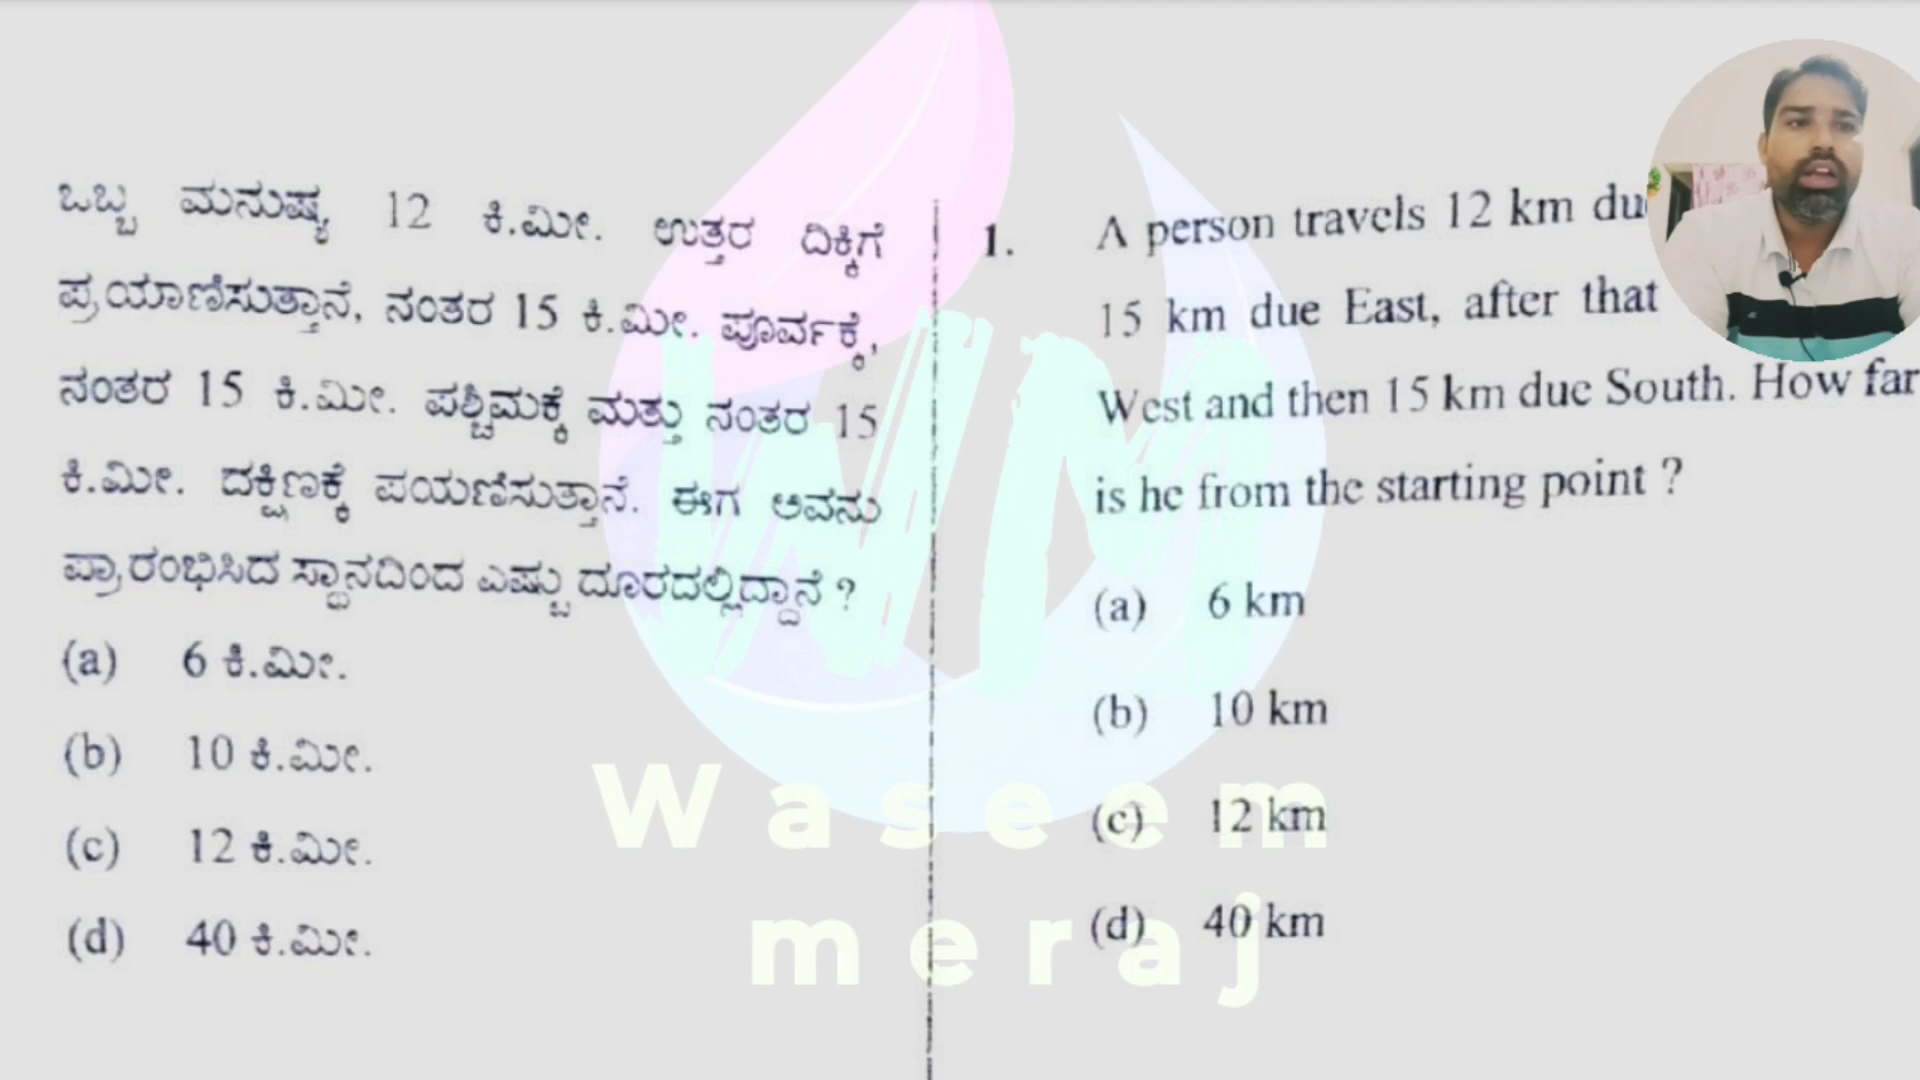 ಒಬ್ಬ ಮನುಷ್ಯ 12 ಕಿ.ಮೀ. ಉತ್ತರ ದಿಕ್ಕಿಗೆ
ಪ್ರಯಾಣಿಸುತ್ತಾನೆ, ನಂತರ 15 ಕಿ.ಮೀ. ಪೂರ್ವಕ್ಕೆ,
ನಂತರ 15 ಕಿ.ಮೀ. ಪಶ್ಚಿಮಕ್ಕೆ ಮತ್ತು ನಂತರ 15
ಕಿ.ಮೀ. ದಕ್ಷಿಣಕ್ಕೆ ಪಯಣಿಸುತ್ತಾನೆ. ಈಗ ಅವನು
ಪ್ರಾರಂಭಿಸಿದ ಸ್ಥಾನದಿಂದ ಎಷ್ಟು ದೂರದಲ್ಲಿದ್ದಾನೆ ?
(a) 6 ಕಿ.ಮೀ.
(b) 10 ಕಿ.ಮೀ.
(c) 12 ಕಿ.ಮೀ.
(d) 40 ಕಿ.ಮೀ.
1. A person travels 12 km
15 km due East, after that
West and then 15 km due South. How far
is he from the starting point ?
(a) 6 km
(b) 10 km
(c) 12 km
(d) 40 km
WM
Waseem
meraj